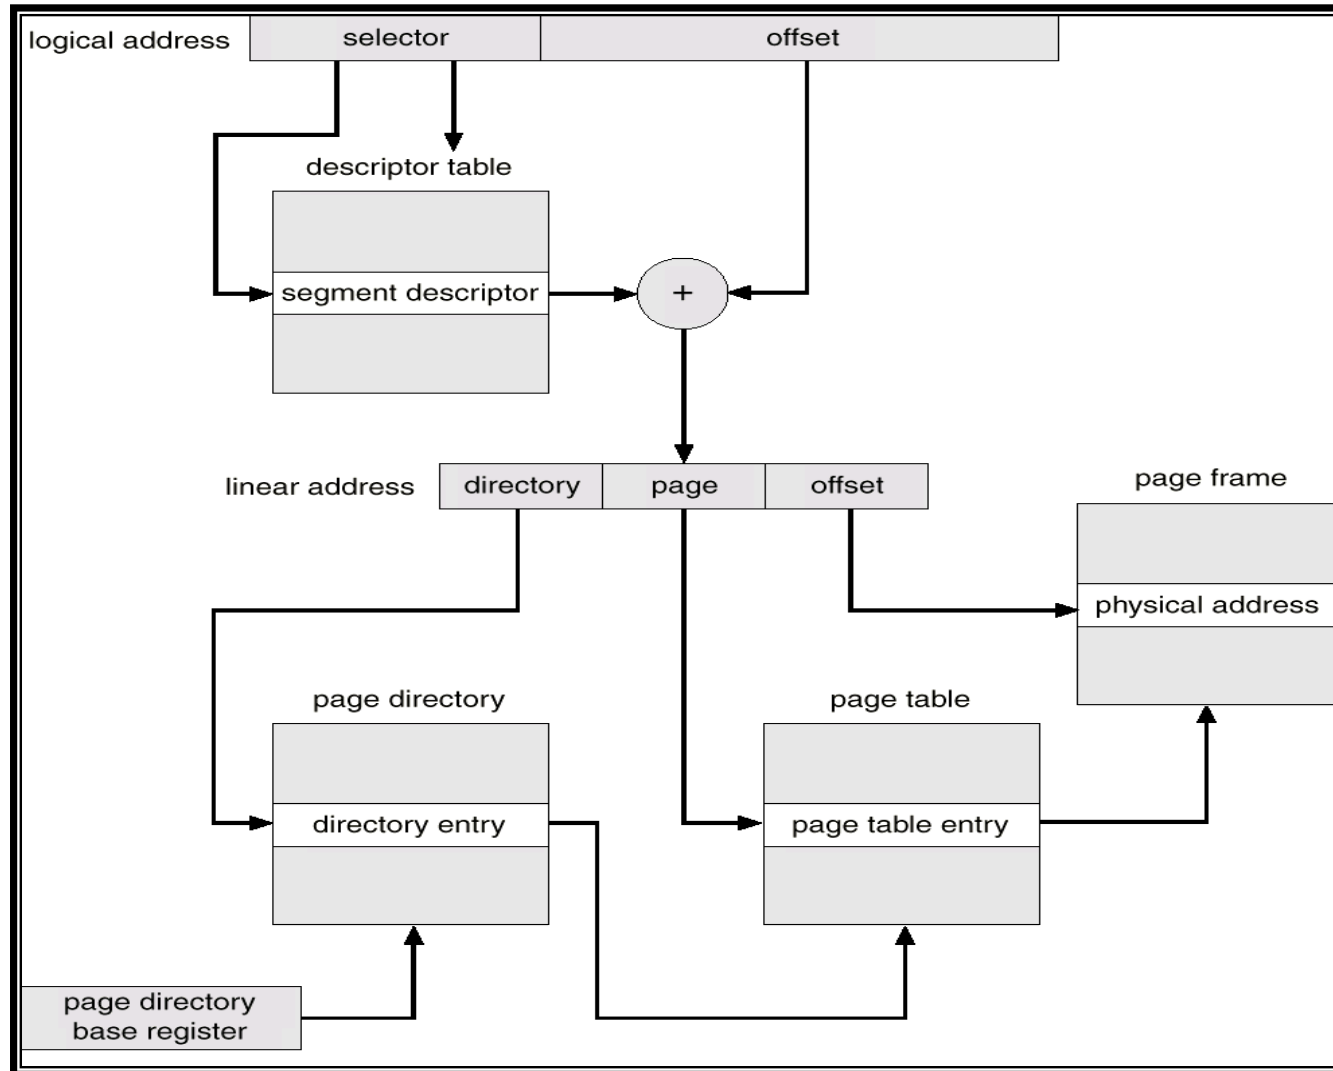 logical address
selector
offset
descriptor table
segment descriptor
+
linear address
directory
page
offset
page frame
physical address
page directory
page table
directory entry
page table entry
page directory
base register